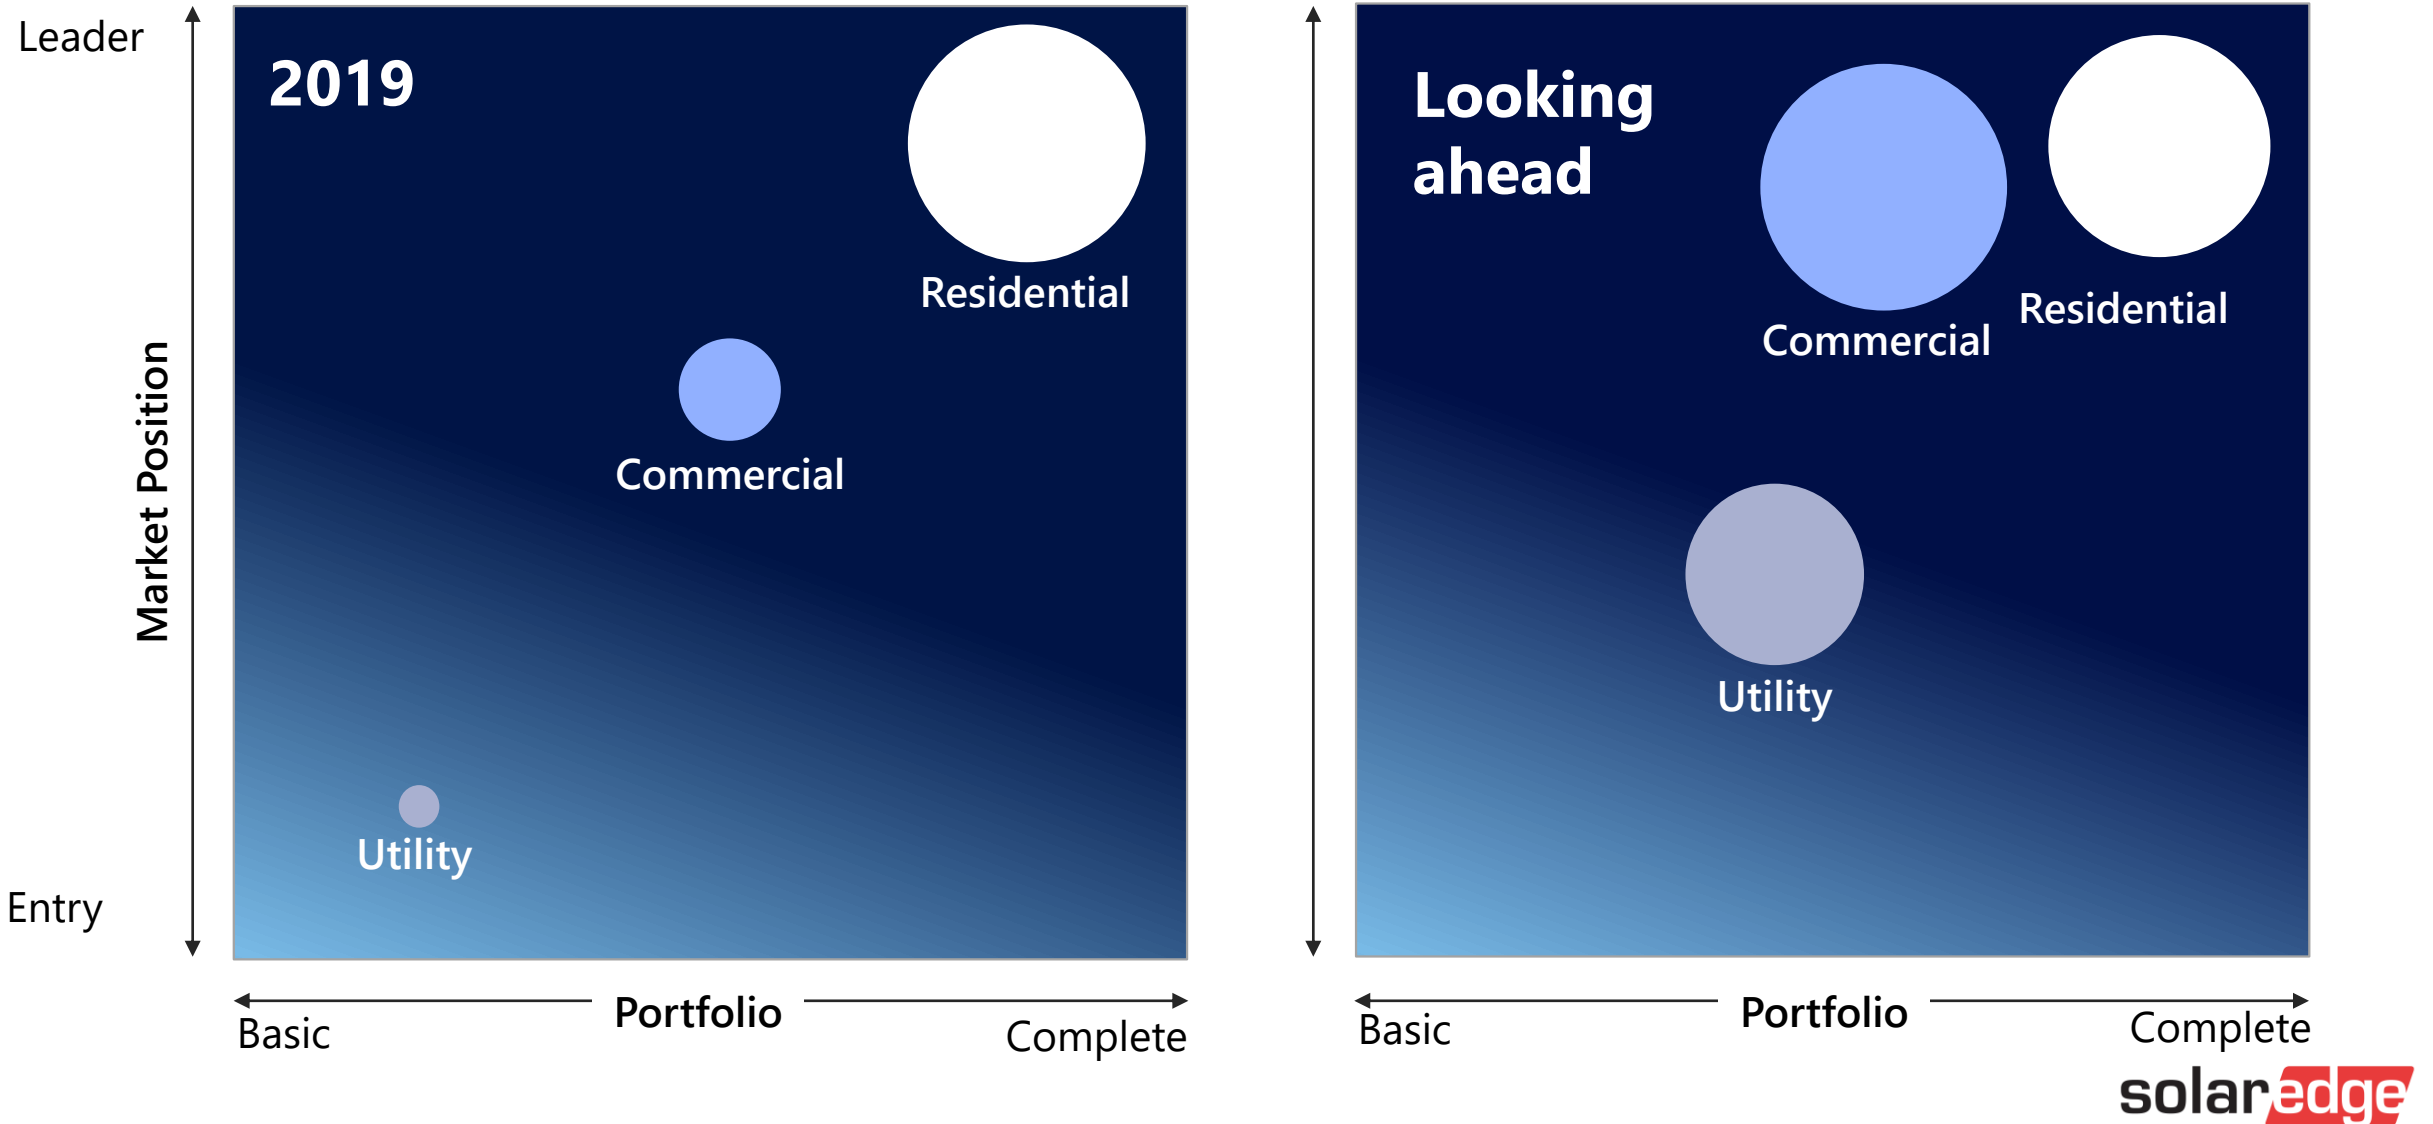 Leader
2019
Residential
Commercial
Market Position
Utility
Entry
Basic
Portfolio
Complete
Looking
ahead
Residential
Commercial
Utility
Basic
Portfolio
Complete
solaredge